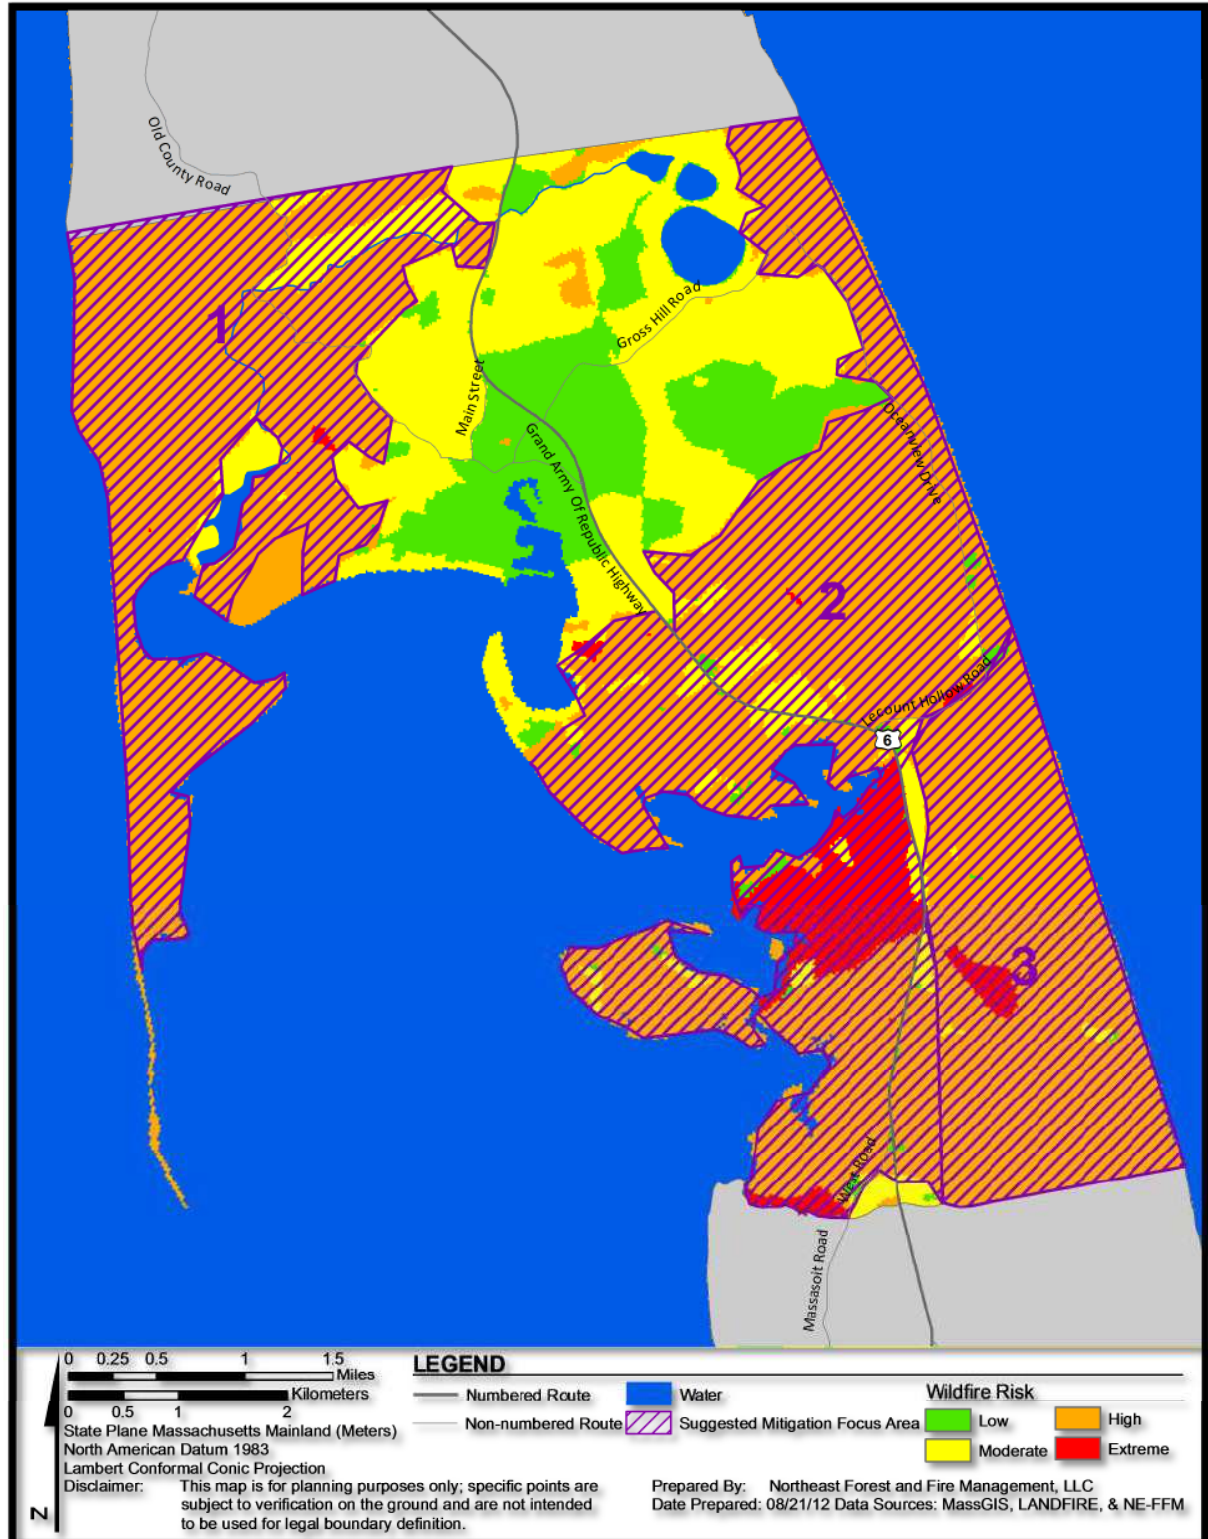 Old County Road
1
Gross Hill Road
Main Street
Grand Army Of Republic Highway
Oceanview Drive
2
Lecount Hollow Road
6
3
West Road
Massasoit Road
0 0.25 0.5 1 1.5
Miles
Kilometers
0 0.5 1 2
State Plane Massachusetts Mainland (Meters)
North American Datum 1983
Lambert Conformal Conic Projection
Disclaimer: This map is for planning purposes only; specific points are
subject to verification on the ground and are not intended
to be used for legal boundary definition.
N
LEGEND
Numbered Route
Non-numbered Route
Water
Suggested Mitigation Focus Area
Wildfire Risk
Low
High
Moderate
Extreme
Prepared By: Northeast Forest and Fire Management, LLC
Date Prepared: 08/21/12 Data Sources: MassGIS, LANDFIRE, & NE-FFM